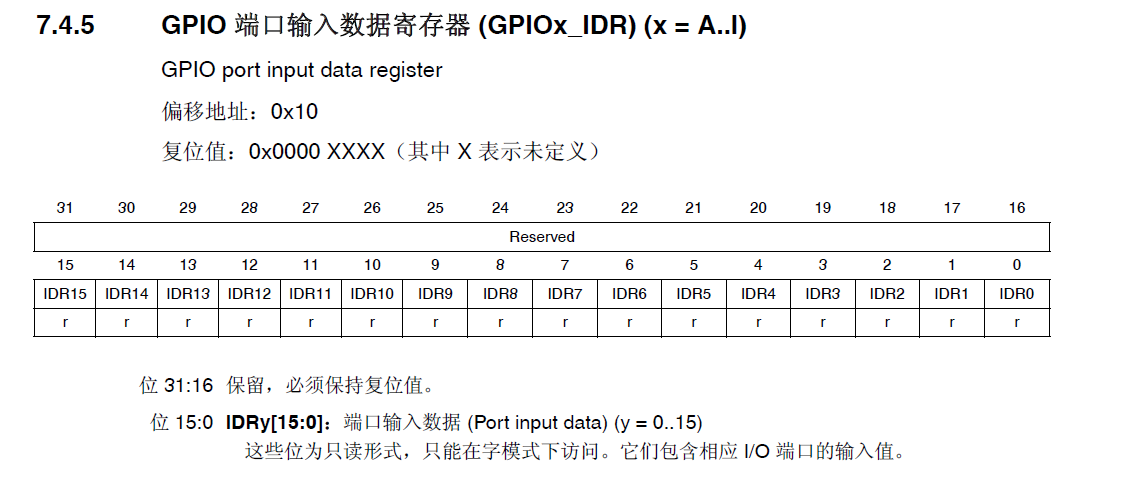 7.4.5 GPIO 端口输入数据寄存器 (GPIOx_IDR) (x = A..I)
GPIO port input data register
偏移地址：0x10
复位值：0x0000 XXXX（其中 X 表示未定义）
31 30 29 28 27 26 25 24 23 22 21 20 19 18 17 16
Reserved
15 14 13 12 11 10 9 8 7 6 5 4 3 2 1 0
IDR15 IDR14 IDR13 IDR12 IDR11 IDR10 IDR9 IDR8 IDR7 IDR6 IDR5 IDR4 IDR3 IDR2 IDR1 IDR0
r r r r r r r r r r r r r r r r
位 31:16 保留，必须保持复位值。
位 15:0 IDRy[15:0]：端口输入数据 (Port input data) (y = 0..15)
这些位为只读形式，只能在字模式下访问。它们包含相应 I/O 端口的输入值。